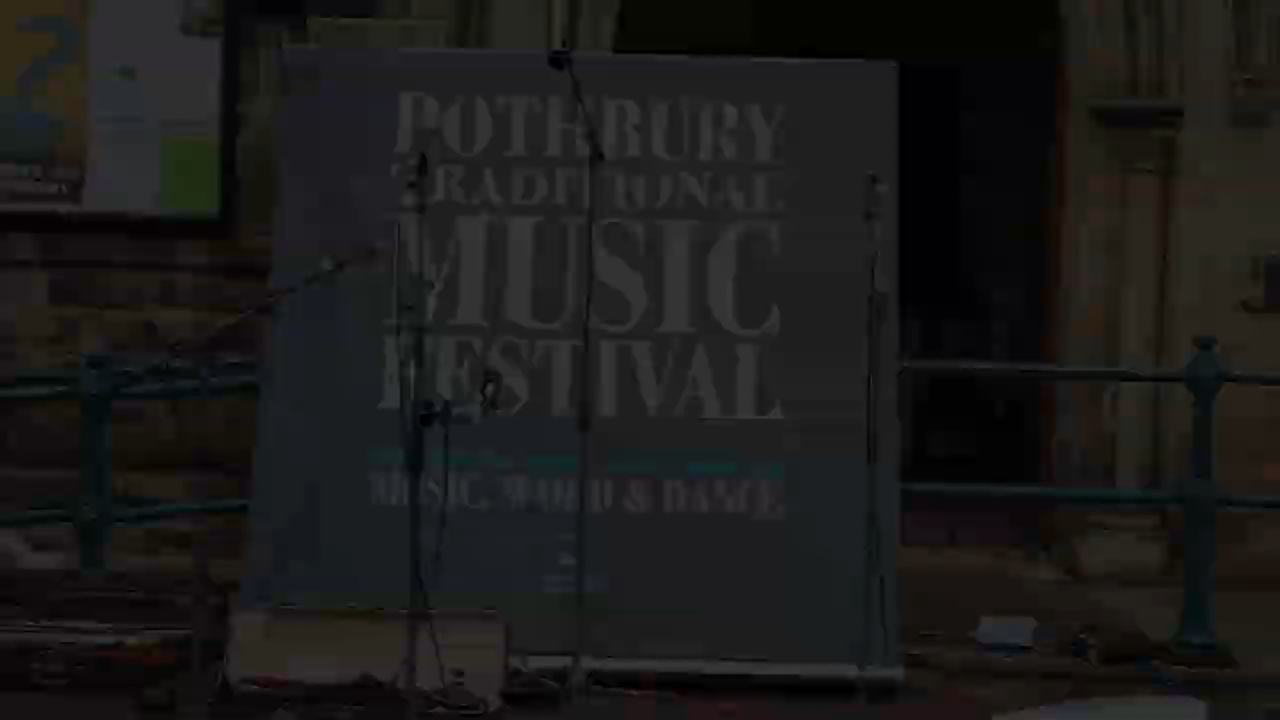 ROTHBURY
TRADITIONAL
MUSIC
FESTIVAL
MUSIC, WORD & DANCE